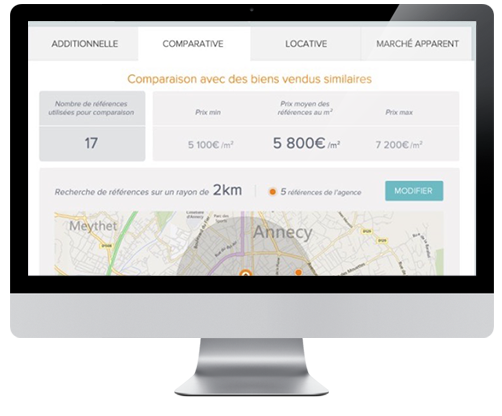 ADDITIONNELLE
COMPARATIVE
LOCATIVE
MARCHÉ APPARENT
Comparaison avec des biens vendus similaires
Nombre de références
utilisées pour comparaison
17
Prix min
5 100€/m²
Prix moyen des
références au m²
5 800€/m²
Prix max
7 200€/m²
Recherche de références sur un rayon de 2km
5 références de l'agence
MODIFIER
Meythet
Annecy